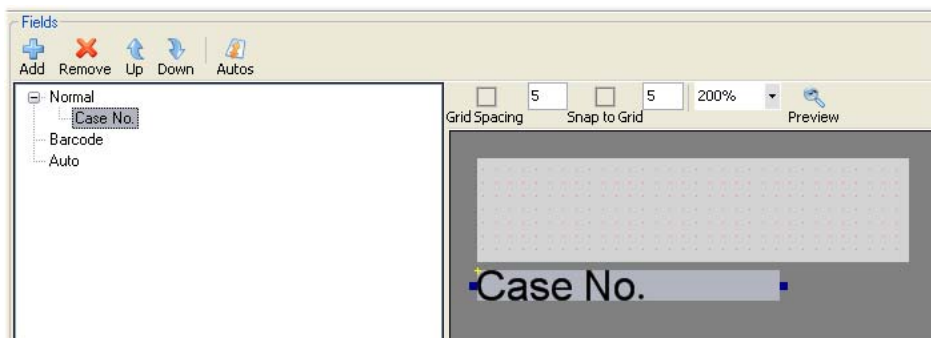 Fields
Add Remove Up Down Autos
Normal
Case No.
Barcode
Auto
5 5 200%
Grid Spacing Snap to Grid Preview
Case No.